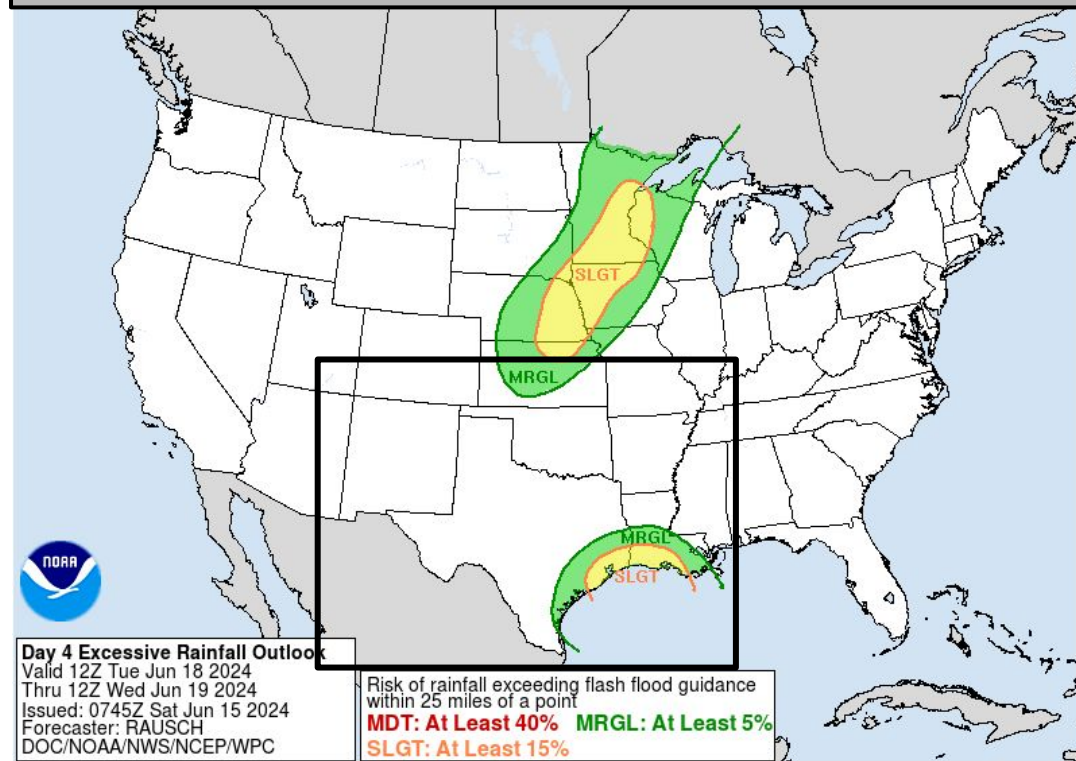 SLGT
MRGL
MRGL
SLGT
NOAA
Day 4 Excessive Rainfall Outlook
Valid 12Z Tue Jun 18 2024
Thru 12Z Wed Jun 19 2024
Issued: 0745Z Sat Jun 15 2024
Forecaster: RAUSCH
DOC/NOAA/NWS/NCEP/WPC
Risk of rainfall exceeding flash flood guidance
within 25 miles of a point
MDT: At Least 40% MRGL: At Least 5%
SLGT: At Least 15%